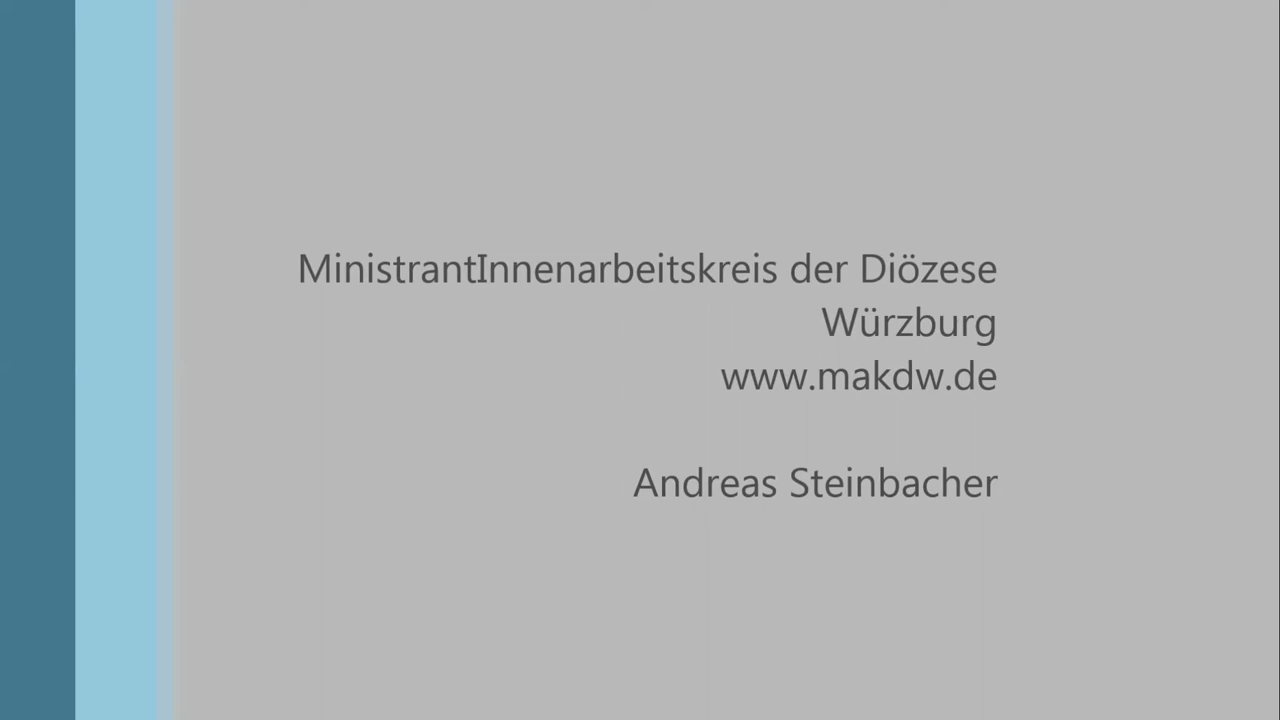 MinistrantInnenarbeitskreis der Diözese
Würzburg
www.makdw.de
Andreas Steinbacher